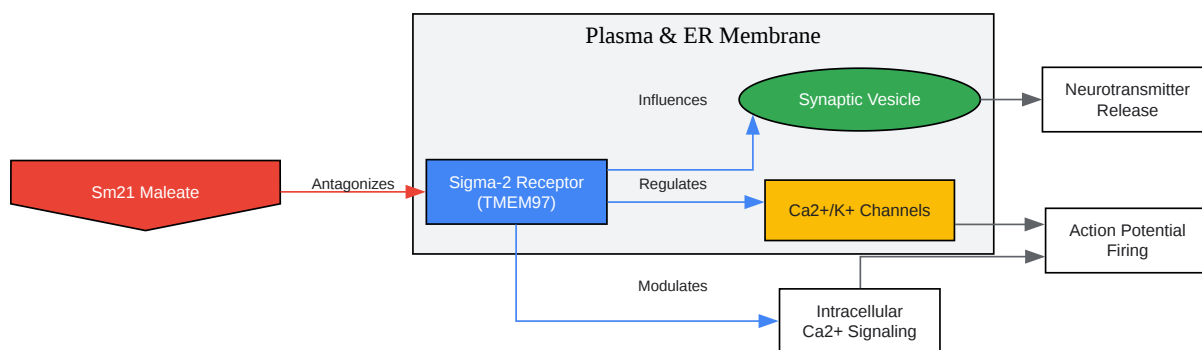 Plasma & ER Membrane
Influences
Synaptic Vesicle
Neurotransmitter
Release
Sm21 Maleate
Antagonizes
Sigma-2 Receptor
(TMEM97)
Regulates
Ca2+/K+ Channels
Action Potential
Firing
Modulates
Intracellular
Ca2+ Signaling